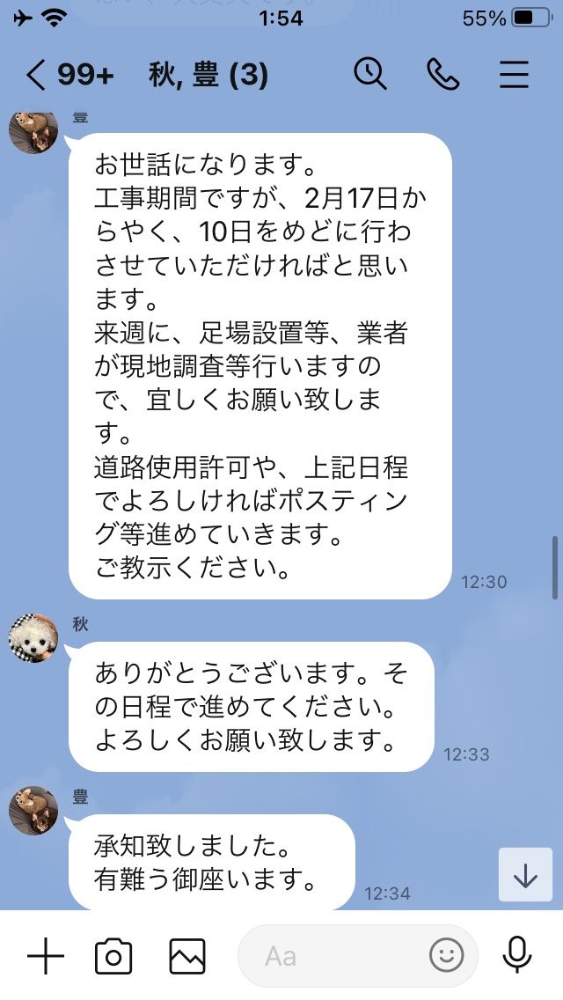 1:54
55%
99+ 秋, 豊 (3)
豊
お世話になります。
工事期間ですが、2月17日か
らやく、10日をめどに行わ
させていただければと思い
ます。
来週に、足場設置等、業者
が現地調査等行いますの
で、宜しくお願い致しま
す。
道路使用許可や、上記日程
でよろしければポスティン
グ等進めていきます。
ご教示ください。
12:30
秋
ありがとうございます。そ
の日程で進めてください。
よろしくお願い致します。
12:33
豊
承知致しました。
有難う御座います。
12:34
Aa